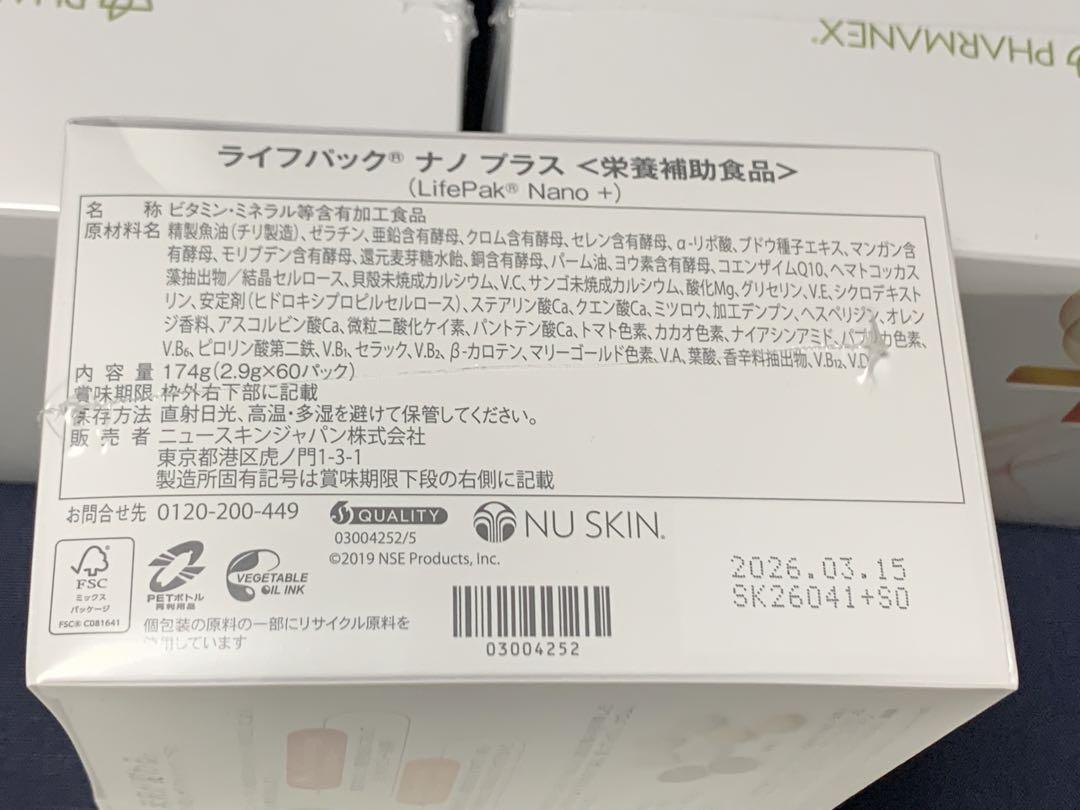 PHARMANEX®
ライフパック® ナノ プラス <栄養補助食品>
(LifePak® Nano +)
名 称 ビタミン・ミネラル等含有加工食品
原材料名 精製魚油(チリ製造)、ゼラチン、亜鉛含有酵母、クロム含有酵母、セレン含有酵母、α-リポ酸、ブドウ種子エキス、マンガン含
有酵母、モリブデン含有酵母、還元麦芽糖水飴、銅含有酵母、パーム油、ヨウ素含有酵母、コエンザイムQ10、ヘマトコッカス
藻抽出物/結晶セルロース、貝殻未焼成カルシウム、V.C、サンゴ未焼成カルシウム、酸化Mg、グリセリン、V.E、シクロデキスト
リン、安定剤(ヒドロキシプロピルセルロース)、ステアリン酸Ca、クエン酸Ca、ミツロウ、加工デンプン、ヘスペリジン、オレン
ジ香料、アスコルビン酸Ca、微粒二酸化ケイ素、パントテン酸Ca、トマト色素、カカオ色素、ナイアシンアミド、パプリカ色素、
V.B6、ピロリン酸第二鉄、V.B1、セラック、V.B2、β-カロテン、マリーゴールド色素、V.A、葉酸、香辛料抽出物、V.B12、V.D
内 容 量 174g(2.9g×60パック)
賞味期限 枠外右下部に記載
保存方法 直射日光、高温・多湿を避けて保管してください。
販 売 者 ニュースキンジャパン株式会社
東京都港区虎ノ門1-3-1
製造所固有記号は賞味期限下段の右側に記載
お問合せ先 0120-200-449
QUALITY
03004252/5
©2019 NSE Products, Inc.
NU SKIN®
FSC
ミックス
パッケージ
FSC® C081641
PETボトル
再利用品
VEGETABLE
OIL INK
個包装の原料の一部にリサイクル原料を
使用しています
03004252
2026.03.15
SK26041+SO